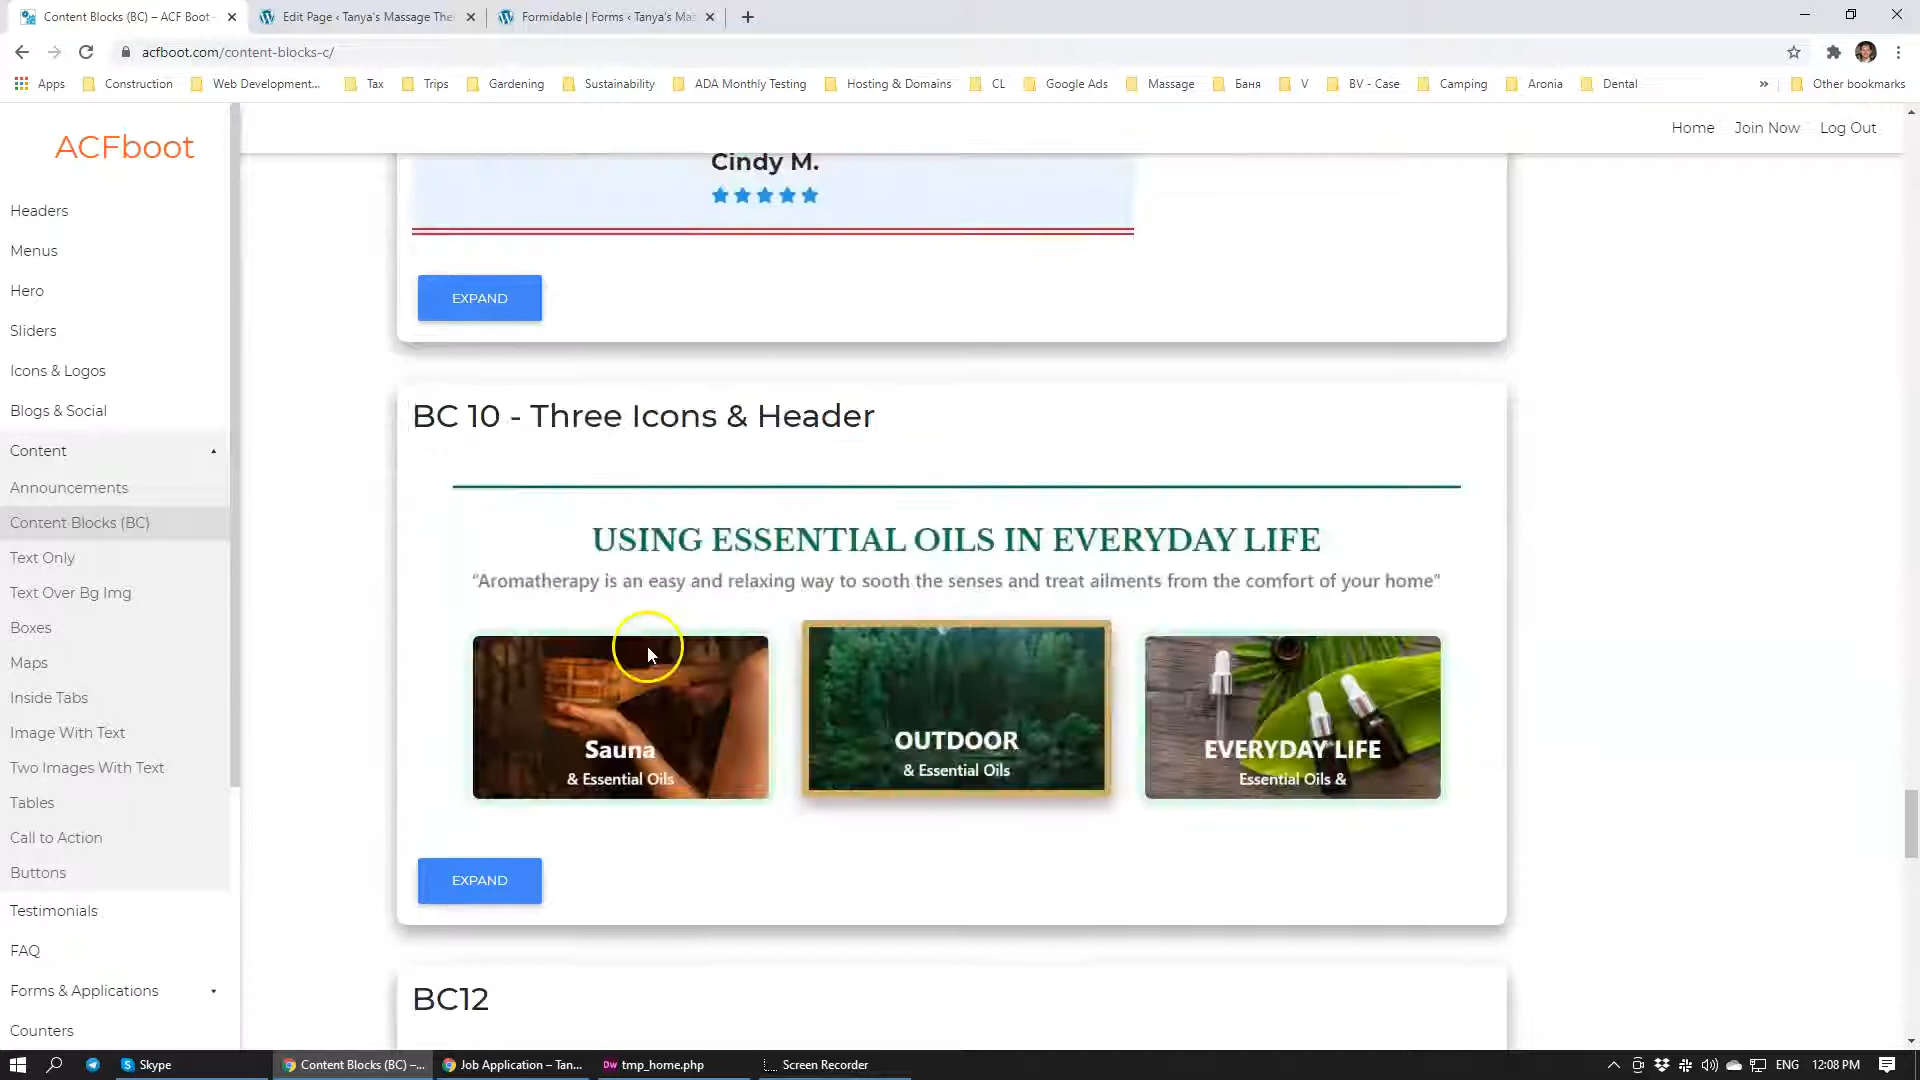 Content Blocks (BC) – ACF Boot -
Edit Page ‹ Tanya's Massage The
Formidable | Forms ‹ Tanya's Mas
acfboot.com/content-blocks-c/
Apps
Construction
Web Development...
Tax
Trips
Gardening
Sustainability
ADA Monthly Testing
Hosting & Domains
CL
Google Ads
Massage
Баня
V
BV - Case
Camping
Aronia
Dental
»
Other bookmarks
ACFboot
Home
Join Now
Log Out
Headers
Menus
Hero
Sliders
Icons & Logos
Blogs & Social
Content
Announcements
Content Blocks (BC)
Text Only
Text Over Bg Img
Boxes
Maps
Inside Tabs
Image With Text
Two Images With Text
Tables
Call to Action
Buttons
Testimonials
FAQ
Forms & Applications
Counters
Cindy M.
EXPAND
BC 10 - Three Icons & Header
USING ESSENTIAL OILS IN EVERYDAY LIFE
“Aromatherapy is an easy and relaxing way to sooth the senses and treat ailments from the comfort of your home”
Sauna
& Essential Oils
OUTDOOR
& Essential Oils
EVERYDAY LIFE
Essential Oils &
EXPAND
BC12
Skype
Content Blocks (BC) –...
Job Application – Tan...
Dw
tmp_home.php
Screen Recorder
ENG
12:08 PM